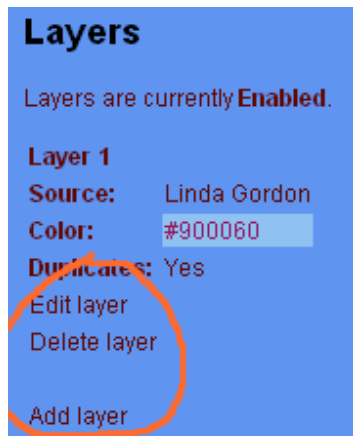 Layers
Layers are currently Enabled.
Layer 1
Source: Linda Gordon
Color: #900060
Duplicates: Yes
Edit layer
Delete layer
Add layer